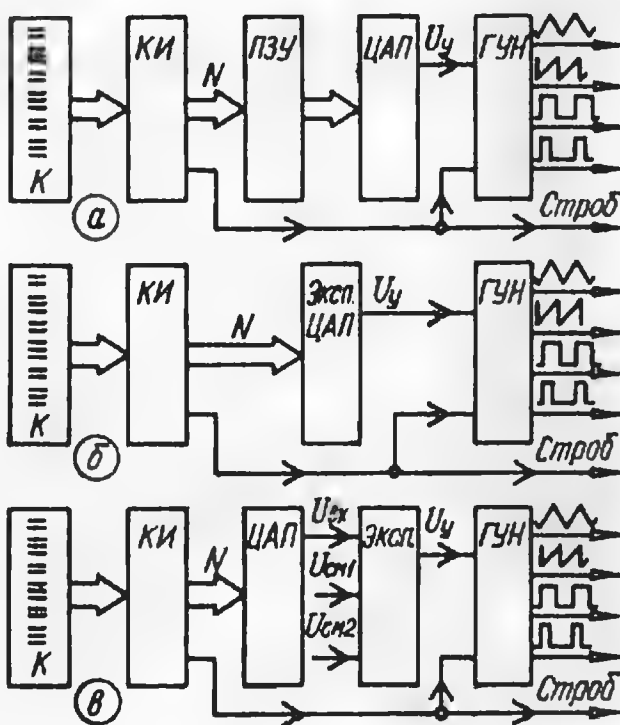 КИ
ПЗУ
ЦАП
Uу
ГУН
N
К
а
Строб
КИ
Эксп.
ЦАП
Uу
ГУН
N
К
б
Строб
КИ
ЦАП
Uвх
Эксп.
Uу
ГУН
N
Uсм1
Uсм2
К
в
Строб